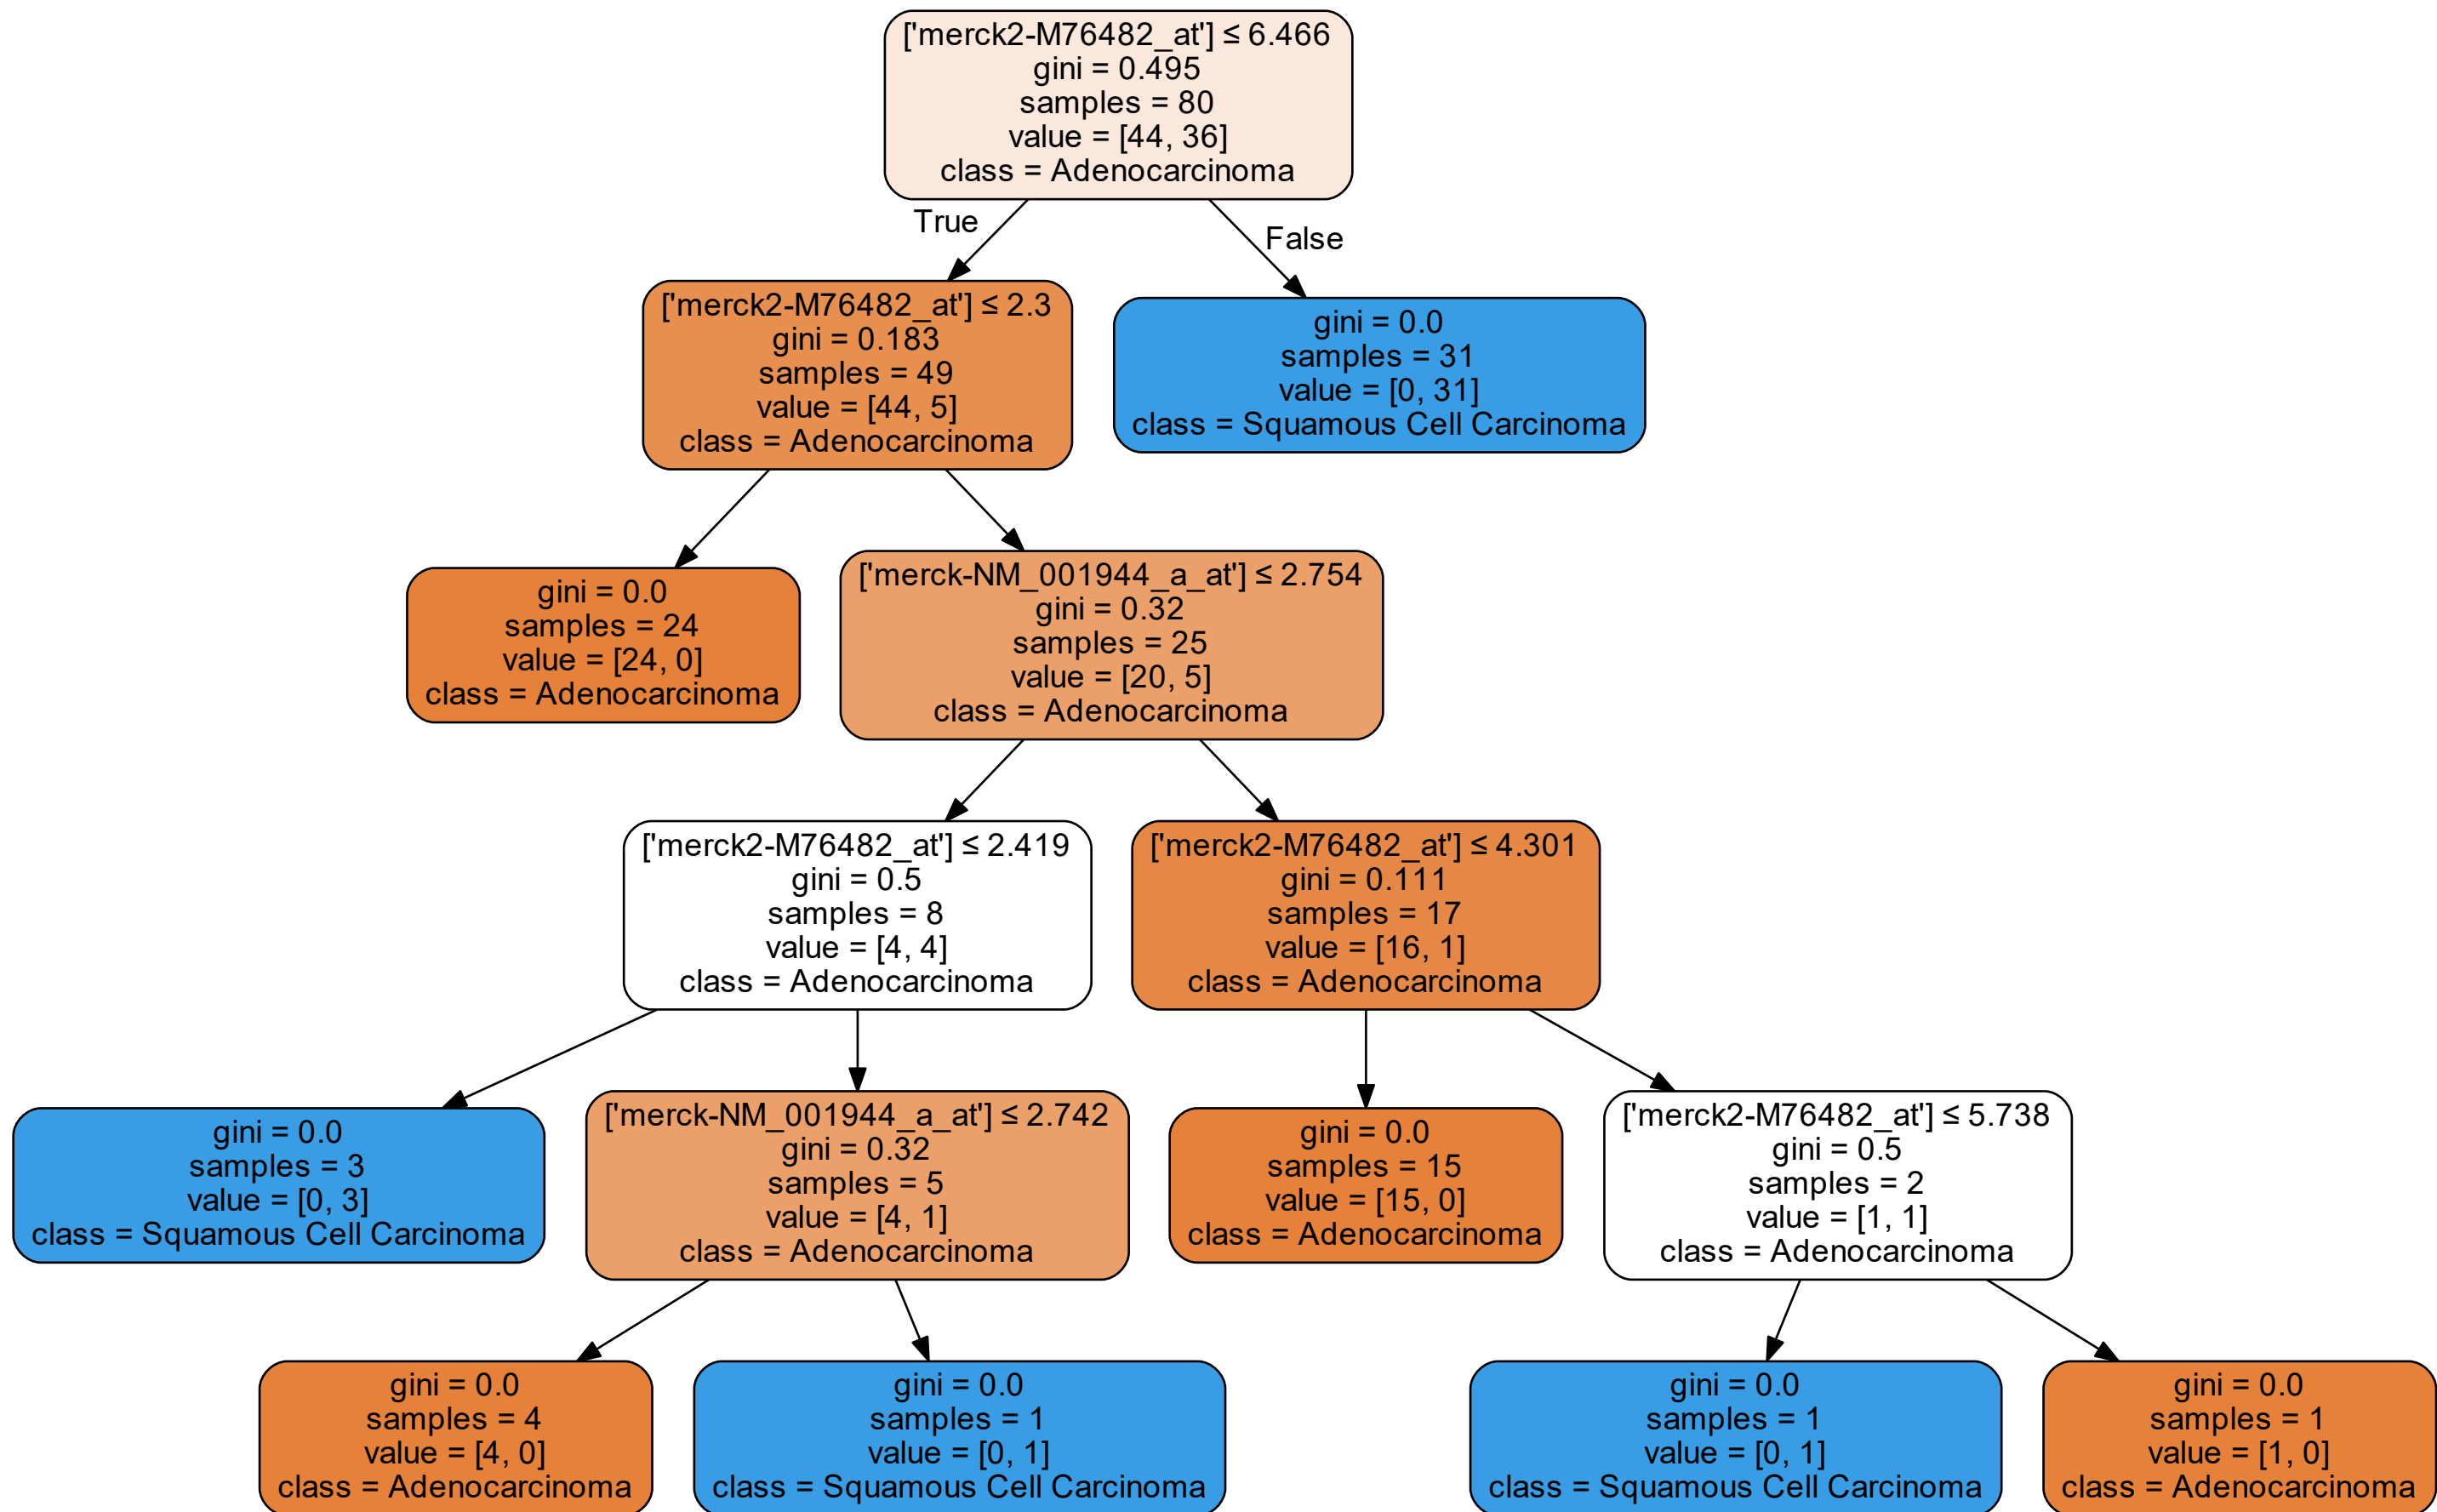 ['merck2-M76482_at'] ≤ 6.466
gini = 0.495
samples = 80
value = [44, 36]
class = Adenocarcinoma
True
False
['merck2-M76482_at'] ≤ 2.3
gini = 0.183
samples = 49
value = [44, 5]
class = Adenocarcinoma
gini = 0.0
samples = 31
value = [0, 31]
class = Squamous Cell Carcinoma
gini = 0.0
samples = 24
value = [24, 0]
class = Adenocarcinoma
['merck-NM_001944_a_at'] ≤ 2.754
gini = 0.32
samples = 25
value = [20, 5]
class = Adenocarcinoma
['merck2-M76482_at'] ≤ 2.419
gini = 0.5
samples = 8
value = [4, 4]
class = Adenocarcinoma
['merck2-M76482_at'] ≤ 4.301
gini = 0.111
samples = 17
value = [16, 1]
class = Adenocarcinoma
gini = 0.0
samples = 3
value = [0, 3]
class = Squamous Cell Carcinoma
['merck-NM_001944_a_at'] ≤ 2.742
gini = 0.32
samples = 5
value = [4, 1]
class = Adenocarcinoma
gini = 0.0
samples = 15
value = [15, 0]
class = Adenocarcinoma
['merck2-M76482_at'] ≤ 5.738
gini = 0.5
samples = 2
value = [1, 1]
class = Adenocarcinoma
gini = 0.0
samples = 4
value = [4, 0]
class = Adenocarcinoma
gini = 0.0
samples = 1
value = [0, 1]
class = Squamous Cell Carcinoma
gini = 0.0
samples = 1
value = [0, 1]
class = Squamous Cell Carcinoma
gini = 0.0
samples = 1
value = [1, 0]
class = Adenocarcinoma